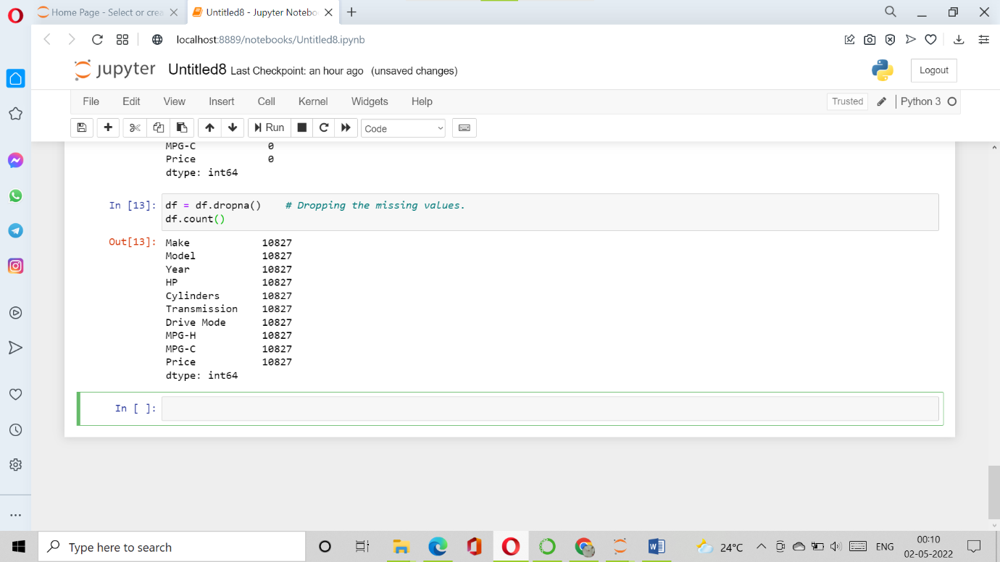 Home Page - Select or crea
Untitled8 - Jupyter Notebo
localhost:8889/notebooks/Untitled8.ipynb
jupyter Untitled8 Last Checkpoint: an hour ago (unsaved changes)
Logout
File Edit View Insert Cell Kernel Widgets Help
Trusted
Python 3
Run
Code
MPG-C 0
Price 0
dtype: int64
In [13]: df = df.dropna() # Dropping the missing values.
df.count()
Out[13]: Make 10827
Model 10827
Year 10827
HP 10827
Cylinders 10827
Transmission 10827
Drive Mode 10827
MPG-H 10827
MPG-C 10827
Price 10827
dtype: int64
In [ ]:
Type here to search
24°C
ENG
00:10
02-05-2022